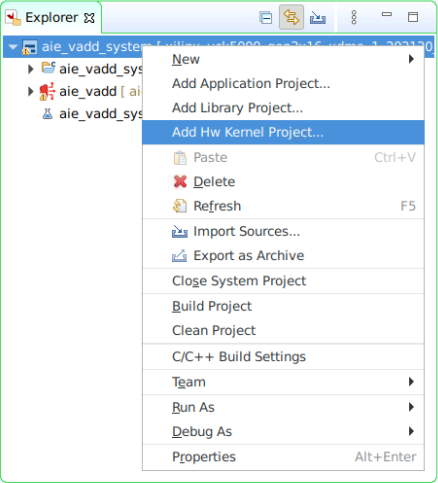 Explorer
aie_vadd_system [ xilinx_vck5000_gen3x16_xdma_1_202120_
aie_vadd_sys
aie_vadd [ aie
aie_vadd_sys
New
Add Application Project...
Add Library Project...
Add Hw Kernel Project...
Paste Ctrl+V
Delete
Refresh F5
Import Sources...
Export as Archive
Close System Project
Build Project
Clean Project
C/C++ Build Settings
Team
Run As
Debug As
Properties Alt+Enter